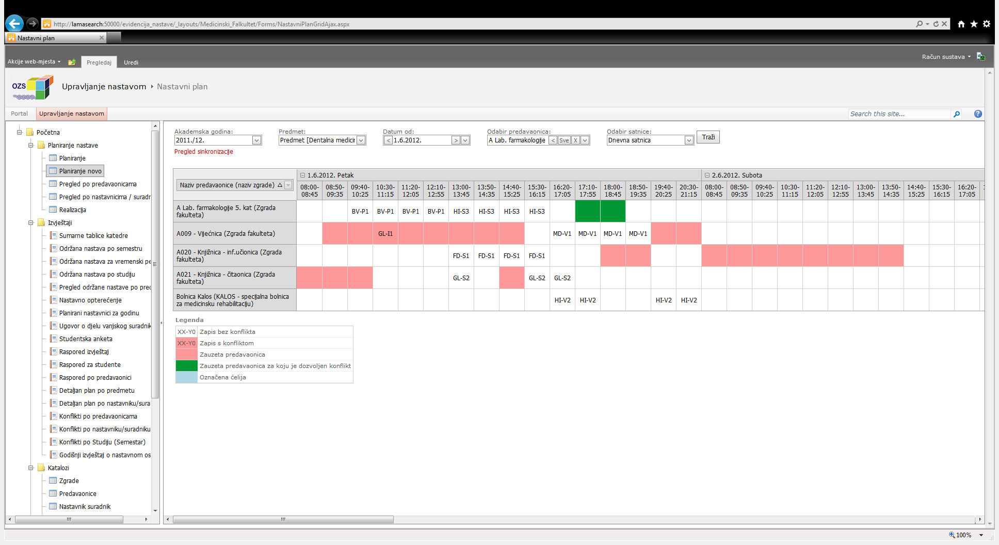 http://lamasearch:50000/evidencija_nastave/_layouts/Medicinski_Falkultet/Forms/NastavniPlanGridAjax.aspx
Nastavni plan
Akcije web-mjesta
Pregledaj
Uredi
Račun sustava
OZS
Upravljanje nastavom
Nastavni plan
Portal
Upravljanje nastavom
Search this site...
Početna
Planiranje nastave
Planiranje
Planiranje novo
Pregled po predavaonicama
Pregled po nastavnicima / suradr
Realizacija
Izvještaji
Sumarne tablice katedre
Održana nastava po semestru
Održana nastava za vremenski pe
Održana nastava po studiju
Pregled održane nastave po prec
Nastavno opterećenje
Planirani nastavnici za godinu
Ugovor o djelu vanjskog suradnik
Studentska anketa
Raspored izvještaj
Raspored za studente
Raspored po predavaonici
Detaljan plan po predmetu
Detaljan plan po nastavniku/sura
Konflikti po predavaonicama
Konflikti po nastavniku/suradniku
Konflikti po Studiju (Semestar)
Godišnji izvještaj o nastavnom os
Katalozi
Zgrade
Predavaonice
Nastavnik suradnik
Akademska godina: Predmet: Datum od: Odabir predavaonica: Odabir satnice:
2011./12. Predmet [Dentalna medicir < 1.6.2012. > A Lab. farmakologije < Sve X Dnevna satnica Traži
Pregled sinkronizacije
1.6.2012. Petak 2.6.2012. Subota
Naziv predavaonice (naziv zgrade)
08:00- 08:50- 09:40- 10:30- 11:20- 12:10- 13:00- 13:50- 14:40- 15:30- 16:20- 17:10- 18:00- 18:50- 19:40- 20:30- 08:00- 08:50- 09:40- 10:30- 11:20- 12:10- 13:00- 13:50- 14:40- 15:30- 16:20-
08:45 09:35 10:25 11:15 12:05 12:55 13:45 14:35 15:25 16:15 17:05 17:55 18:45 19:35 20:25 21:15 08:45 09:35 10:25 11:15 12:05 12:55 13:45 14:35 15:25 16:15 17:05
A Lab. farmakologije 5. kat (Zgrada
fakulteta)
BV-P1 BV-P1 BV-P1 BV-P1 HI-S3 HI-S3 HI-S3 HI-S3
A009 - Vijećnica (Zgrada fakulteta)
GL-I1 MD-V1 MD-V1 MD-V1 MD-V1
A020 - Knjižnica - inf.učionica (Zgrada
fakulteta)
FD-S1 FD-S1 FD-S1 FD-S1
A021 - Knjižnica - čitaonica (Zgrada
fakulteta)
GL-S2 GL-S2 GL-S2
Bolnica Kalos (KALOS - specijalna bolnica
za medicinsku rehabilitaciju)
HI-V2 HI-V2 HI-V2 HI-V2
Legenda
XX-Y0 Zapis bez konflikta
XX-Y0 Zapis s konfliktom
Zauzeta predavaonica
Zauzeta predavaonica za koju je dozvoljen konflikt
Označena ćelija
100%